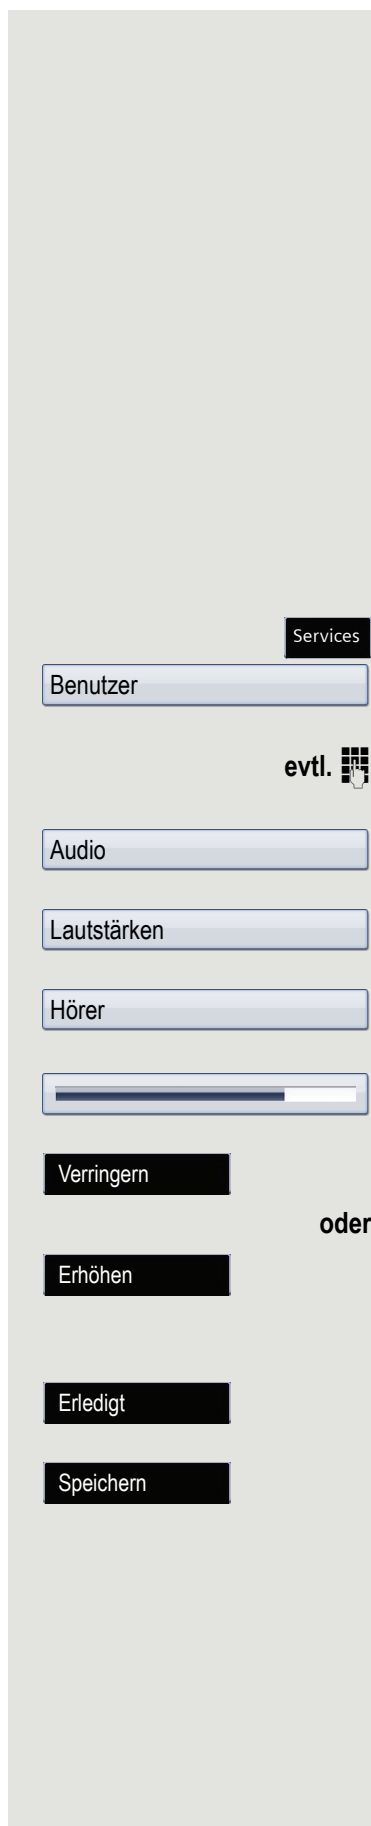 Services
Benutzer
evtl.
Audio
Lautstärken
Hörer
Verringern
oder
Erhöhen
Erledigt
Speichern